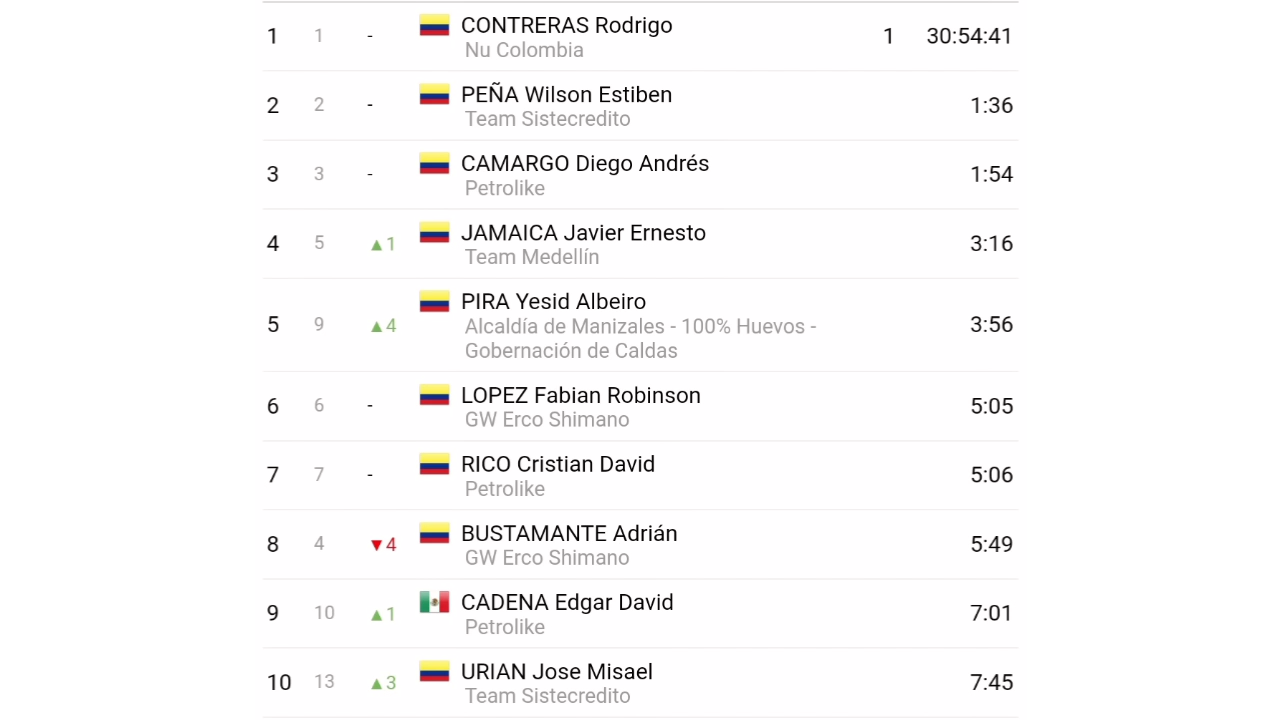 1 1 - CONTRERAS Rodrigo 1 30:54:41
Nu Colombia
2 2 - PEÑA Wilson Estiben 1:36
Team Sistecredito
3 3 - CAMARGO Diego Andrés 1:54
Petrolike
4 5 ▲1 JAMAICA Javier Ernesto 3:16
Team Medellín
5 9 ▲4 PIRA Yesid Albeiro 3:56
Alcaldía de Manizales - 100% Huevos -
Gobernación de Caldas
6 6 - LOPEZ Fabian Robinson 5:05
GW Erco Shimano
7 7 - RICO Cristian David 5:06
Petrolike
8 4 ▼4 BUSTAMANTE Adrián 5:49
GW Erco Shimano
9 10 ▲1 CADENA Edgar David 7:01
Petrolike
10 13 ▲3 URIAN Jose Misael 7:45
Team Sistecredito